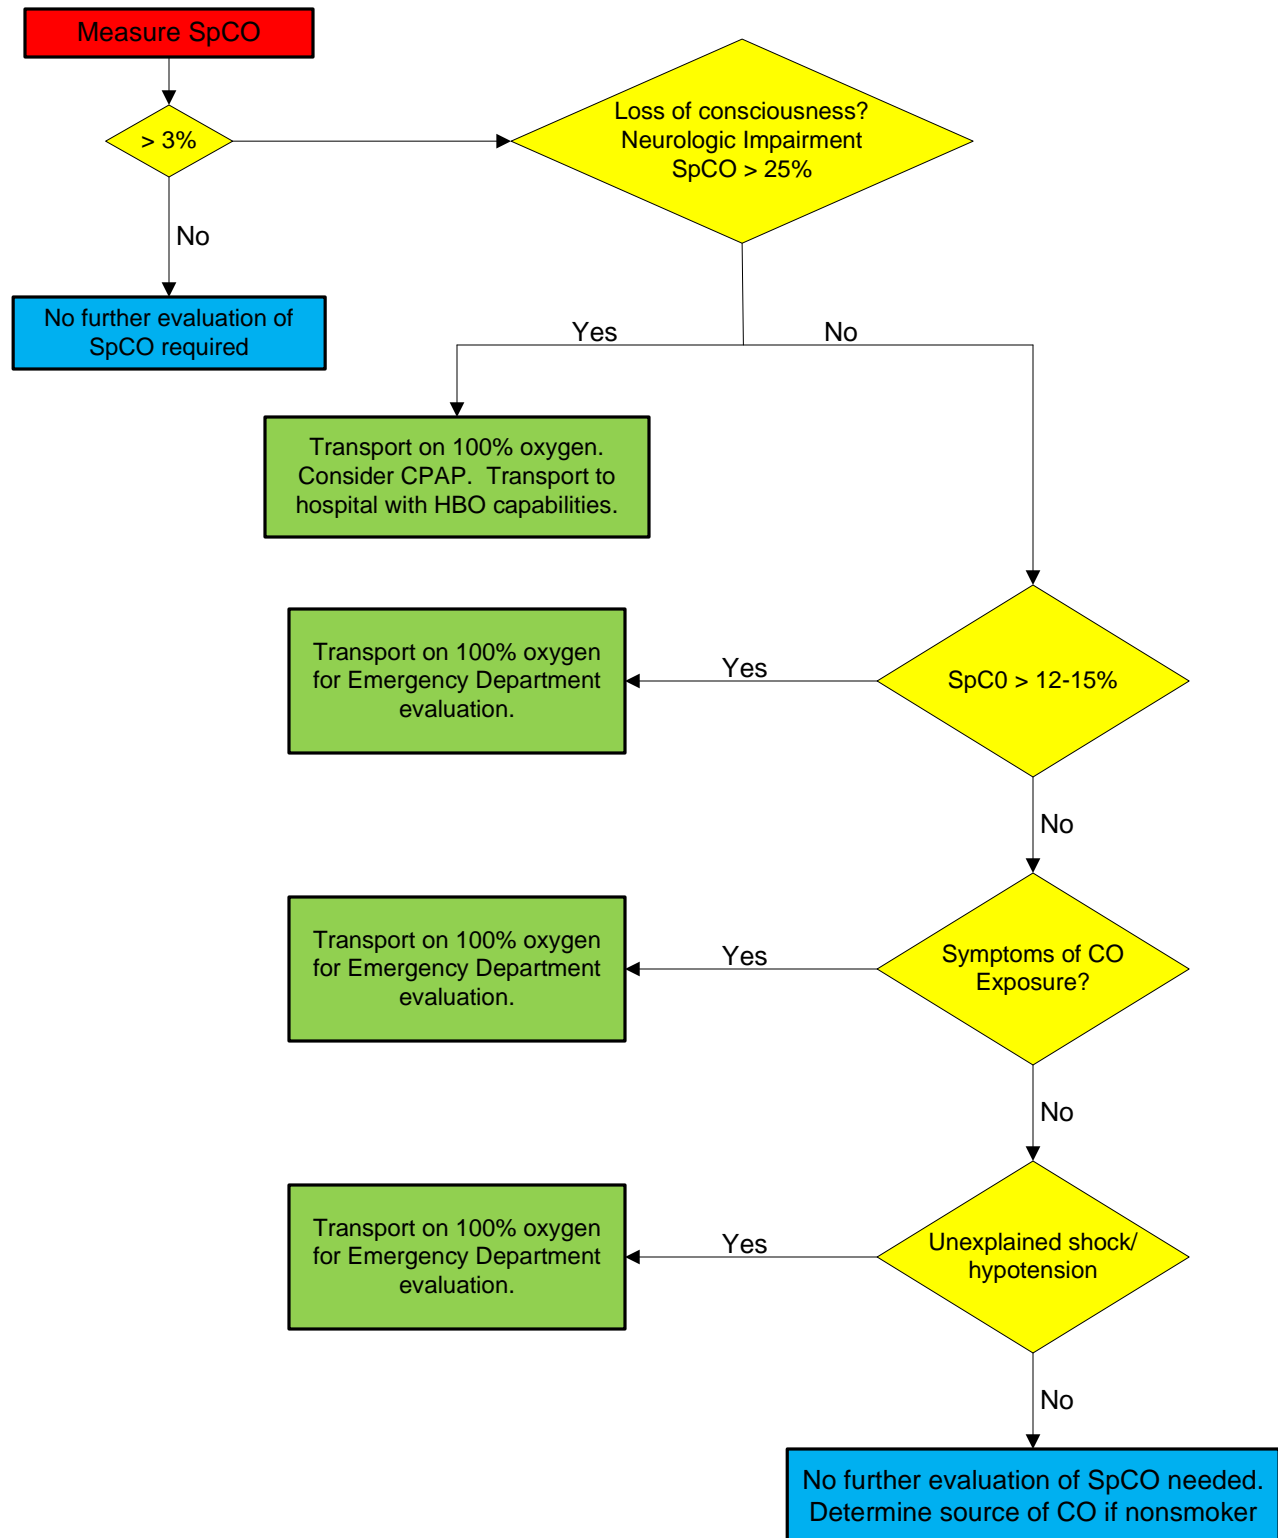 Measure SpCO
> 3%
Loss of consciousness?
Neurologic Impairment
SpCO > 25%
No
No further evaluation of
SpCO required
Yes
No
Transport on 100% oxygen.
Consider CPAP.  Transport to
hospital with HBO capabilities.
Transport on 100% oxygen
for Emergency Department
evaluation.
Yes
SpC0 > 12-15%
No
Transport on 100% oxygen
for Emergency Department
evaluation.
Yes
Symptoms of CO
Exposure?
No
Transport on 100% oxygen
for Emergency Department
evaluation.
Yes
Unexplained shock/
hypotension
No
No further evaluation of SpCO needed.
Determine source of CO if nonsmoker